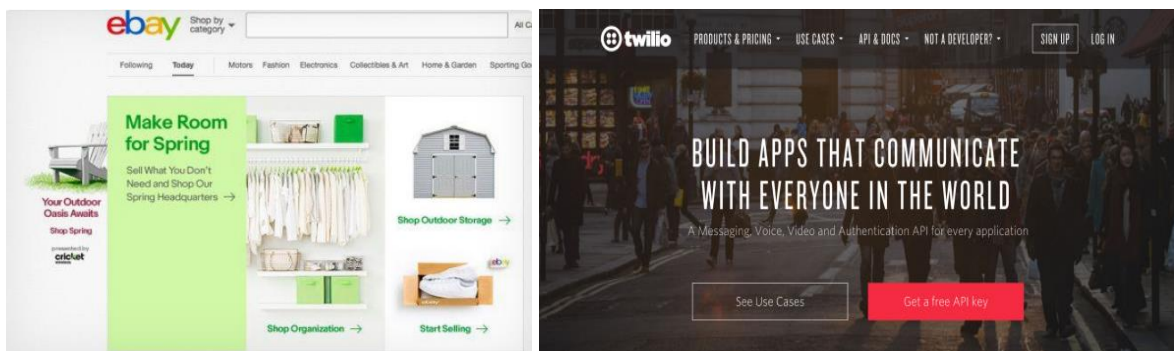 ebay
Shop by
category
All Ca
Following Today Motors Fashion Electronics Collectibles & Art Home & Garden Sporting Goo
Make Room
for Spring
Sell What You Don't
Need and Shop Our
Spring Headquarters →
Your Outdoor
Oasis Awaits
Shop Spring
presented by
cricket
Shop Outdoor Storage →
ebay
Shop Organization →
Start Selling →
twilio PRODUCTS & PRICING USE CASES API & DOCS NOT A DEVELOPER? SIGN UP LOG IN
BUILD APPS THAT COMMUNICATE
WITH EVERYONE IN THE WORLD
A Messaging, Voice, Video and Authentication API for every application
See Use Cases
Get a free API key